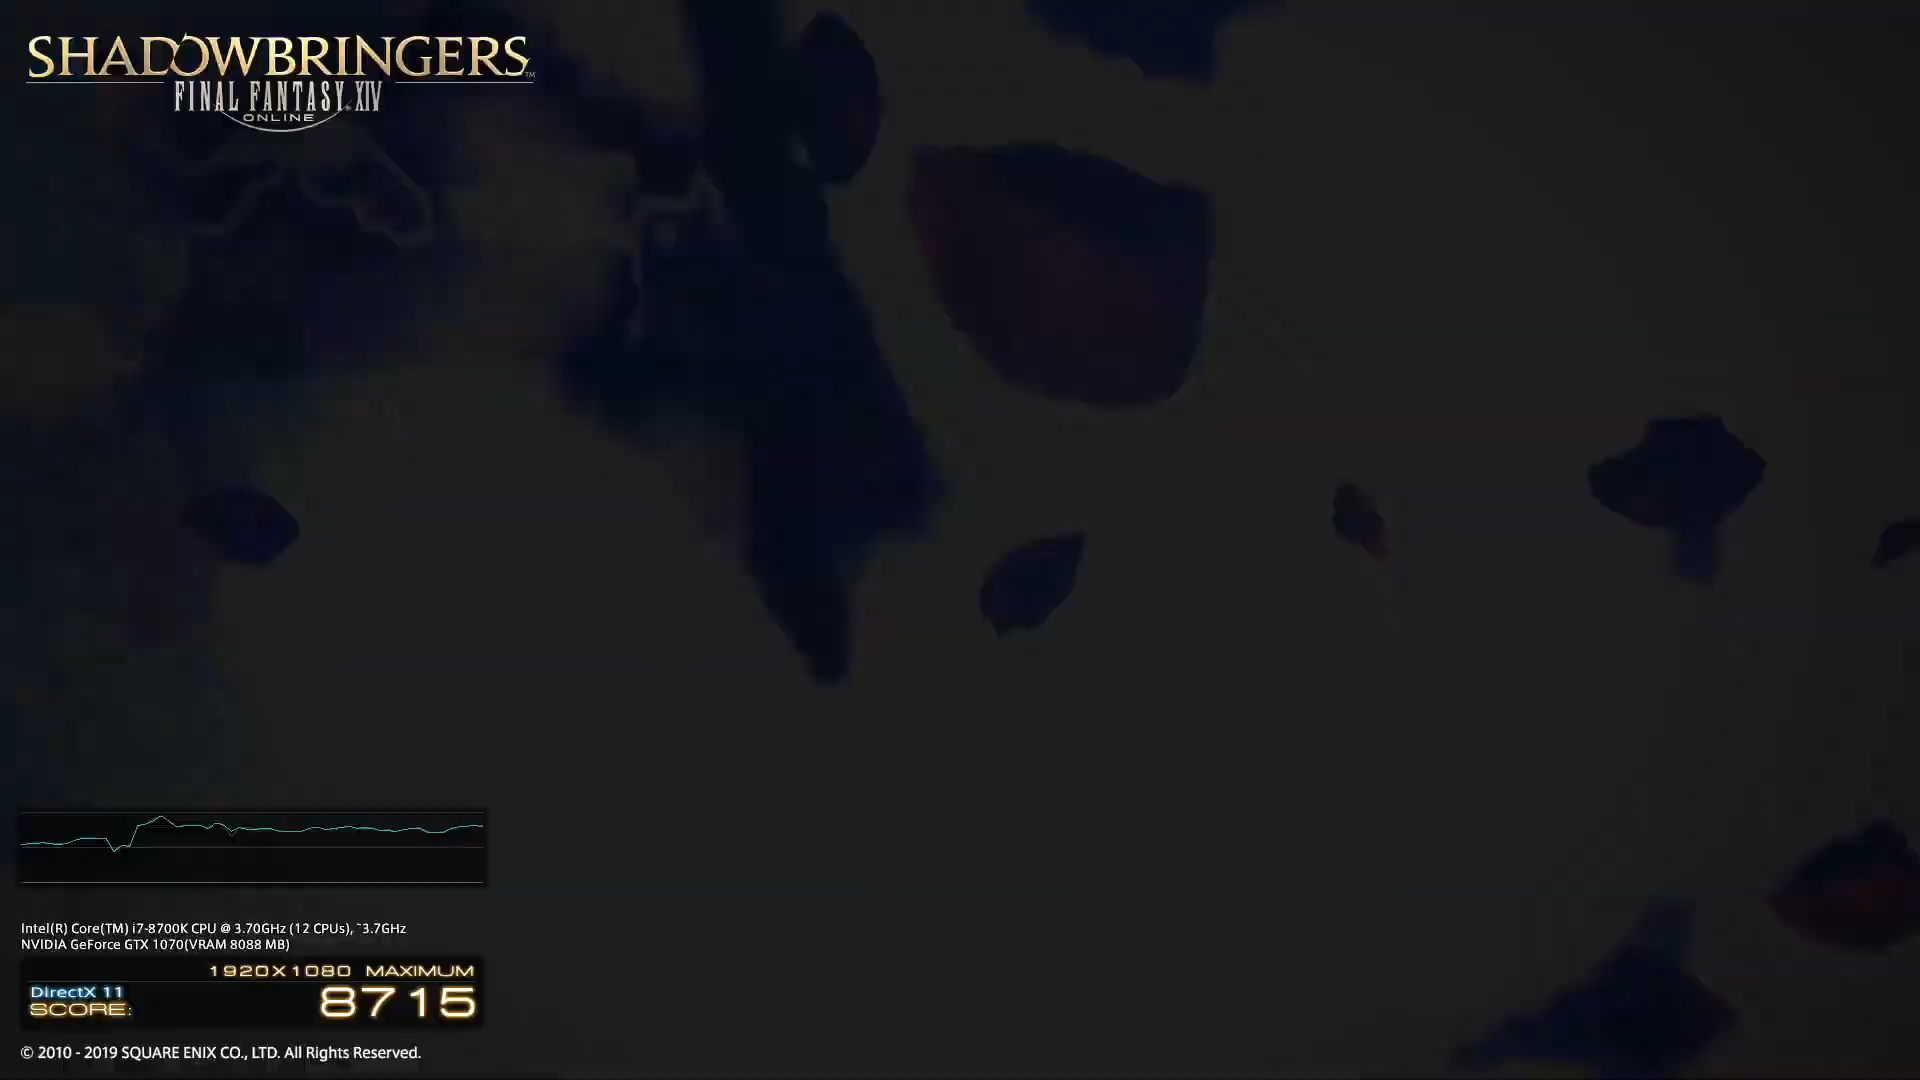 SHADOWBRINGERS™
FINAL FANTASY XIV
ONLINE
Intel(R) Core(TM) i7-8700K CPU @ 3.70GHz (12 CPUs), ~3.7GHz
NVIDIA GeForce GTX 1070(VRAM 8088 MB)
1920X1080 MAXIMUM
DirectX 11
SCORE: 8715
© 2010 - 2019 SQUARE ENIX CO., LTD. All Rights Reserved.